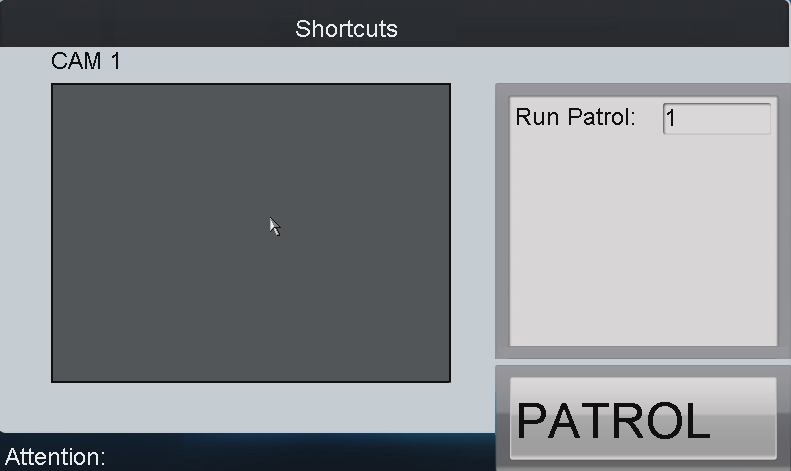 Shortcuts
CAM 1
Run Patrol: 1
PATROL
Attention: